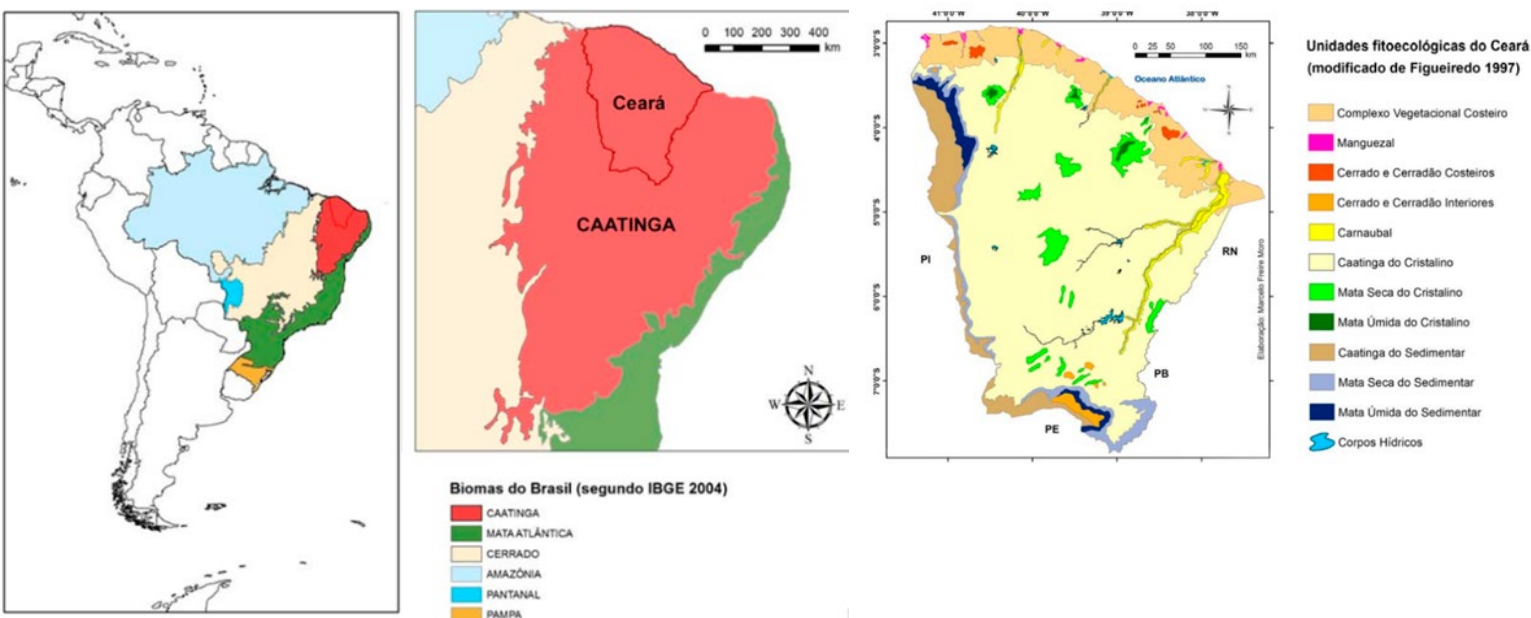 0 100 200 300 400
km
Ceará
CAATINGA
N
W E
S
Biomas do Brasil (segundo IBGE 2004)
CAATINGA
MATA ATLÂNTICA
CERRADO
AMAZÔNIA
PANTANAL
PAMPA
41°0'0"W 40°0'0"W 39°0'0"W 38°0'0"W
0 25 50 100 150
km
Oceano Atlântico
3°0'0"S
4°0'0"S
5°0'0"S
6°0'0"S
7°0'0"S
PI
RN
PB
PE
Elaboração: Marcelo Freire Moro
Unidades fitoecológicas do Ceará
(modificado de Figueiredo 1997)
Complexo Vegetacional Costeiro
Manguezal
Cerrado e Cerradão Costeiros
Cerrado e Cerradão Interiores
Carnaubal
Caatinga do Cristalino
Mata Seca do Cristalino
Mata Úmida do Cristalino
Caatinga do Sedimentar
Mata Seca do Sedimentar
Mata Úmida do Sedimentar
Corpos Hídricos